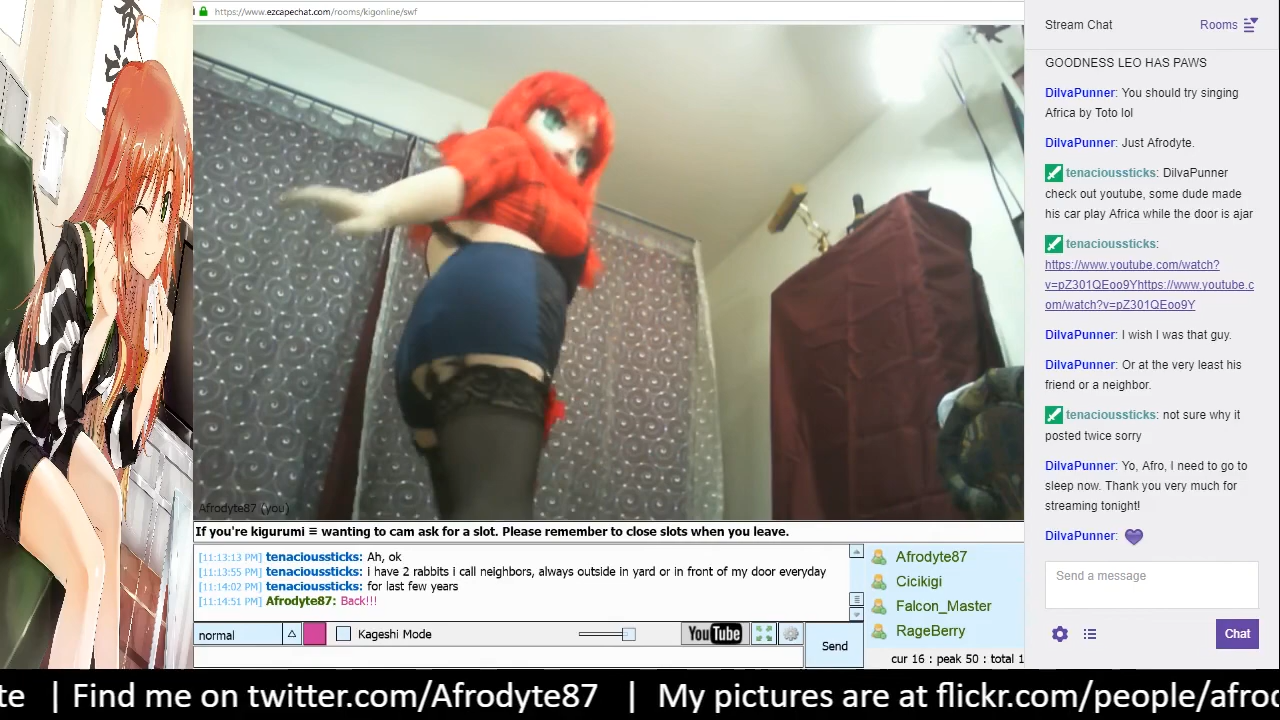 https://www.ezcapechat.com/rooms/kigonline/swf
Afrodyte87 (you)
If you're kigurumi ≡ wanting to cam ask for a slot. Please remember to close slots when you leave.
[11:13:13 PM] tenacioussticks: Ah, ok
[11:13:55 PM] tenacioussticks: i have 2 rabbits i call neighbors, always outside in yard or in front of my door everyday
[11:14:02 PM] tenacioussticks: for last few years
[11:14:51 PM] Afrodyte87: Back!!!
normal
Kageshi Mode
YouTube
Send
Afrodyte87
Cicikigi
Falcon_Master
RageBerry
cur 16 : peak 50 : total 1
Stream Chat
Rooms
GOODNESS LEO HAS PAWS
DilvaPunner: You should try singing
Africa by Toto lol
DilvaPunner: Just Afrodyte.
tenacioussticks: DilvaPunner
check out youtube, some dude made
his car play Africa while the door is ajar
tenacioussticks:
https://www.youtube.com/watch?
v=pZ301QEoo9Yhttps://www.youtube.c
om/watch?v=pZ301QEoo9Y
DilvaPunner: I wish I was that guy.
DilvaPunner: Or at the very least his
friend or a neighbor.
tenacioussticks: not sure why it
posted twice sorry
DilvaPunner: Yo, Afro, I need to go to
sleep now. Thank you very much for
streaming tonight!
DilvaPunner:
Send a message
Chat
te | Find me on twitter.com/Afrodyte87 | My pictures are at flickr.com/people/afrod